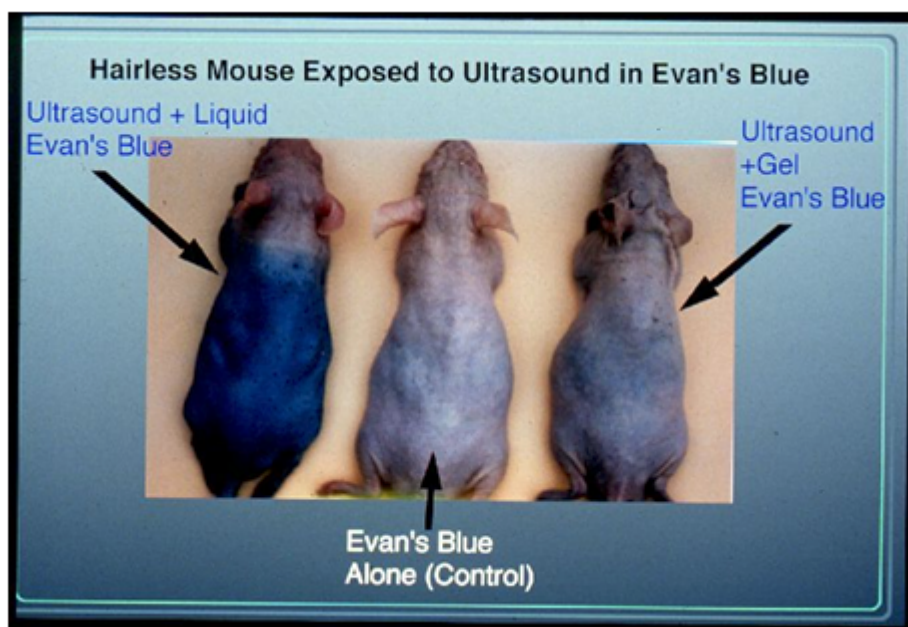 Hairless Mouse Exposed to Ultrasound in Evan's Blue
Ultrasound + Liquid
Evan's Blue
Ultrasound
+Gel
Evan's Blue
Evan's Blue
Alone (Control)